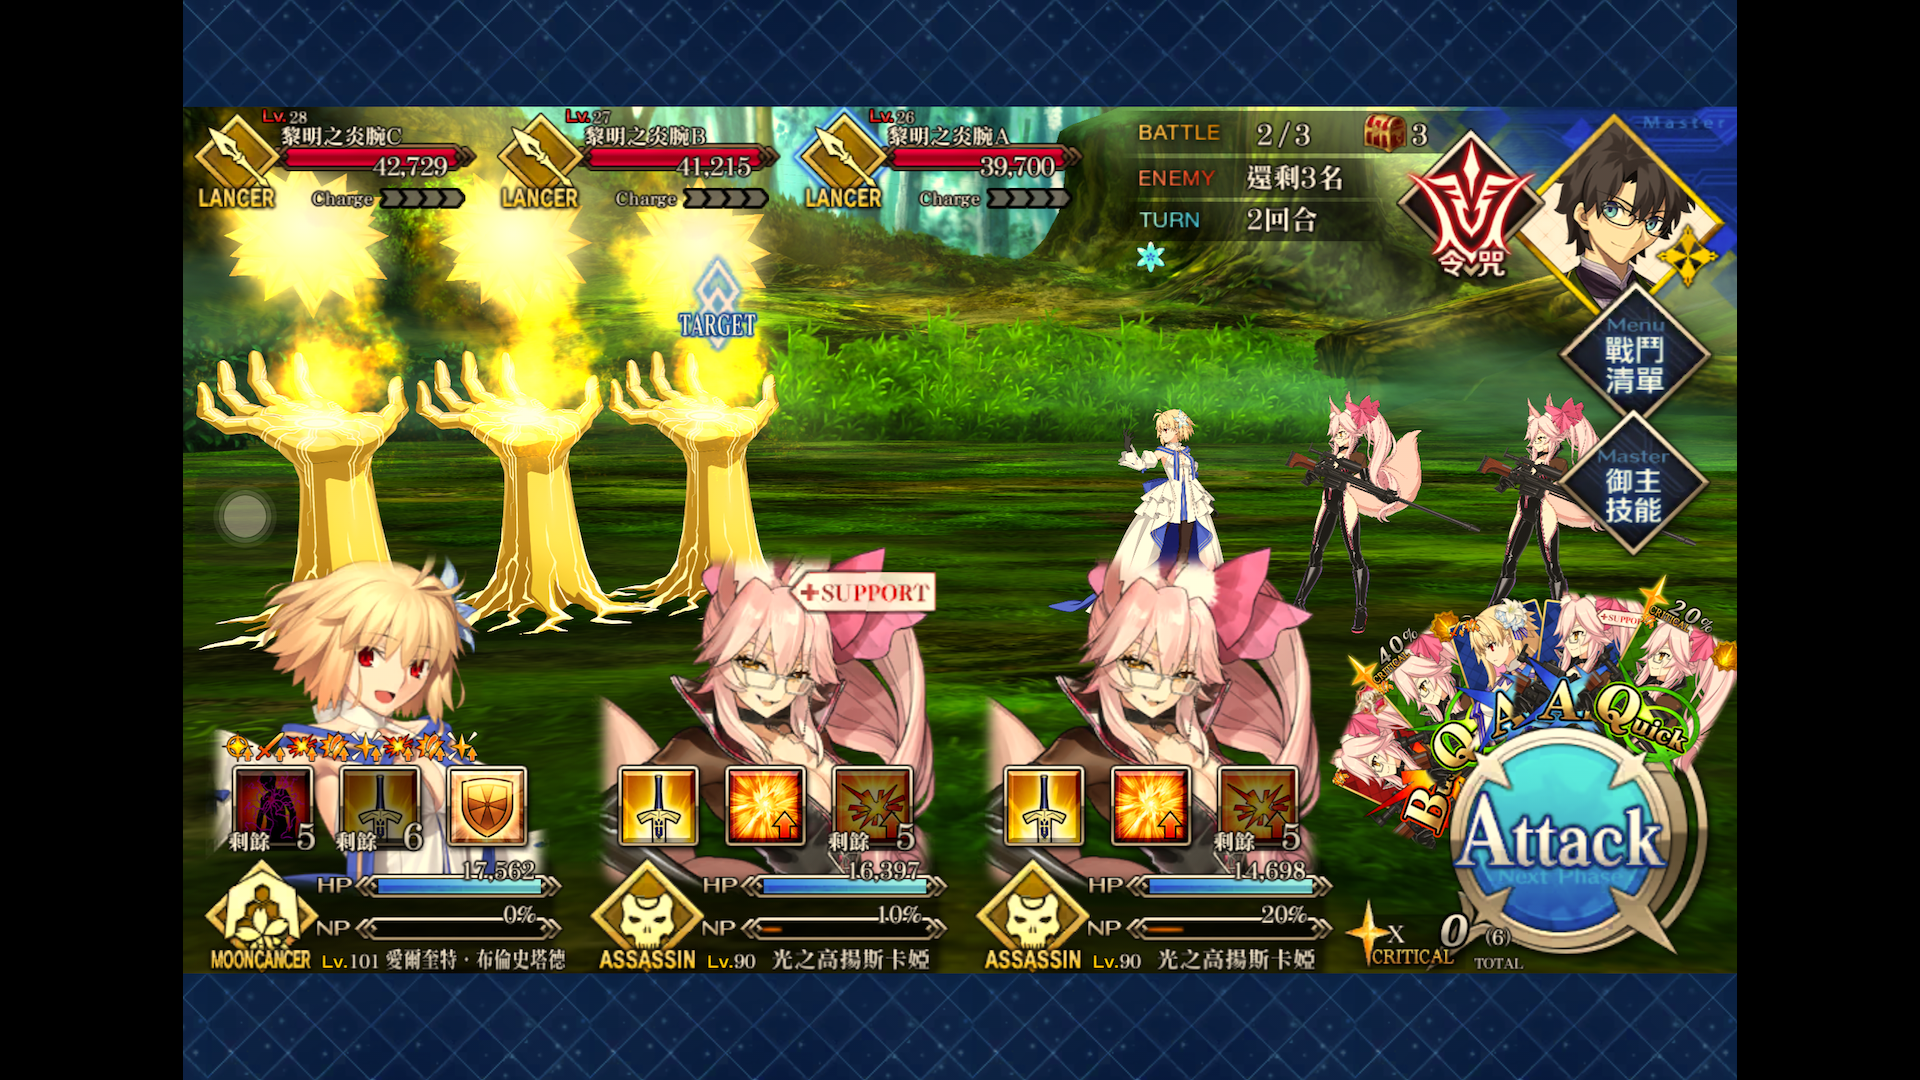 Lv.28
黎明之炎腕C
42,729
LANCER
Charge
Lv.27
黎明之炎腕B
41,215
LANCER
Charge
Lv.26
黎明之炎腕A
39,700
LANCER
Charge
BATTLE 2/3
3
ENEMY 還剩3名
TURN 2回合
令咒
Master
Menu
戰鬥
清單
Master
御主
技能
TARGET
+SUPPORT
40%
CRITICAL
20%
CRITICAL
+SUPPOR
Bu
Q
A
A
Quick
Attack
Next Phase
剩餘 5
剩餘 6
剩餘 5
剩餘 5
HP 17,562
NP 0%
MOONCANCER
Lv.101 愛爾奎特·布倫史塔德
HP 16,397
NP 10%
ASSASSIN
Lv.90 光之高揚斯卡婭
HP 14,698
NP 20%
ASSASSIN
Lv.90 光之高揚斯卡婭
X 0 (6)
CRITICAL TOTAL